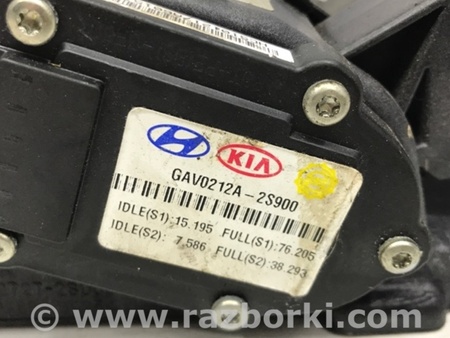 KIA
GAV0212A-2S900
IDLE(S1):15.195 FULL(S1):76.205
IDLE(S2): 7.586 FULL(S2):38.293
www.razborki.com